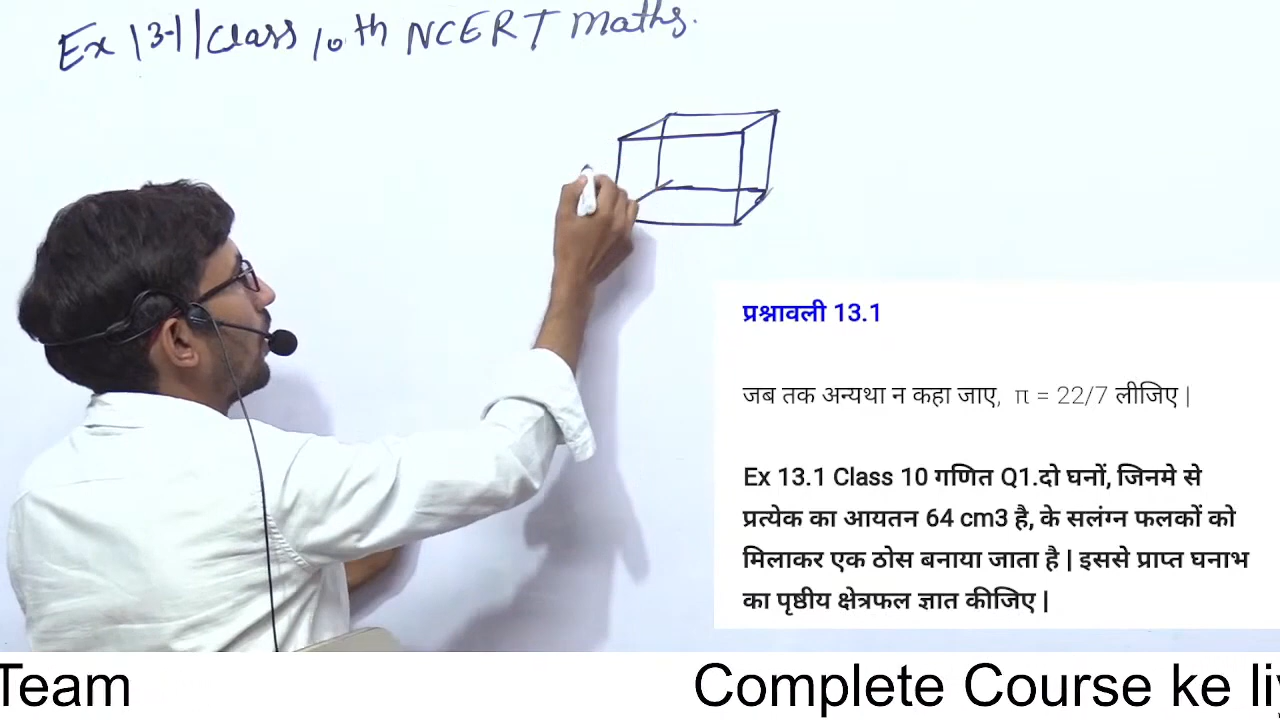 Ex 13.1 | Class 10th NCERT Maths.
प्रश्नावली 13.1
जब तक अन्यथा न कहा जाए, π = 22/7 लीजिए |
Ex 13.1 Class 10 गणित Q1.दो घनों, जिनमे से
प्रत्येक का आयतन 64 cm3 है, के सलंग्न फलकों को
मिलाकर एक ठोस बनाया जाता है | इससे प्राप्त घनाभ
का पृष्ठीय क्षेत्रफल ज्ञात कीजिए |
Team Complete Course ke